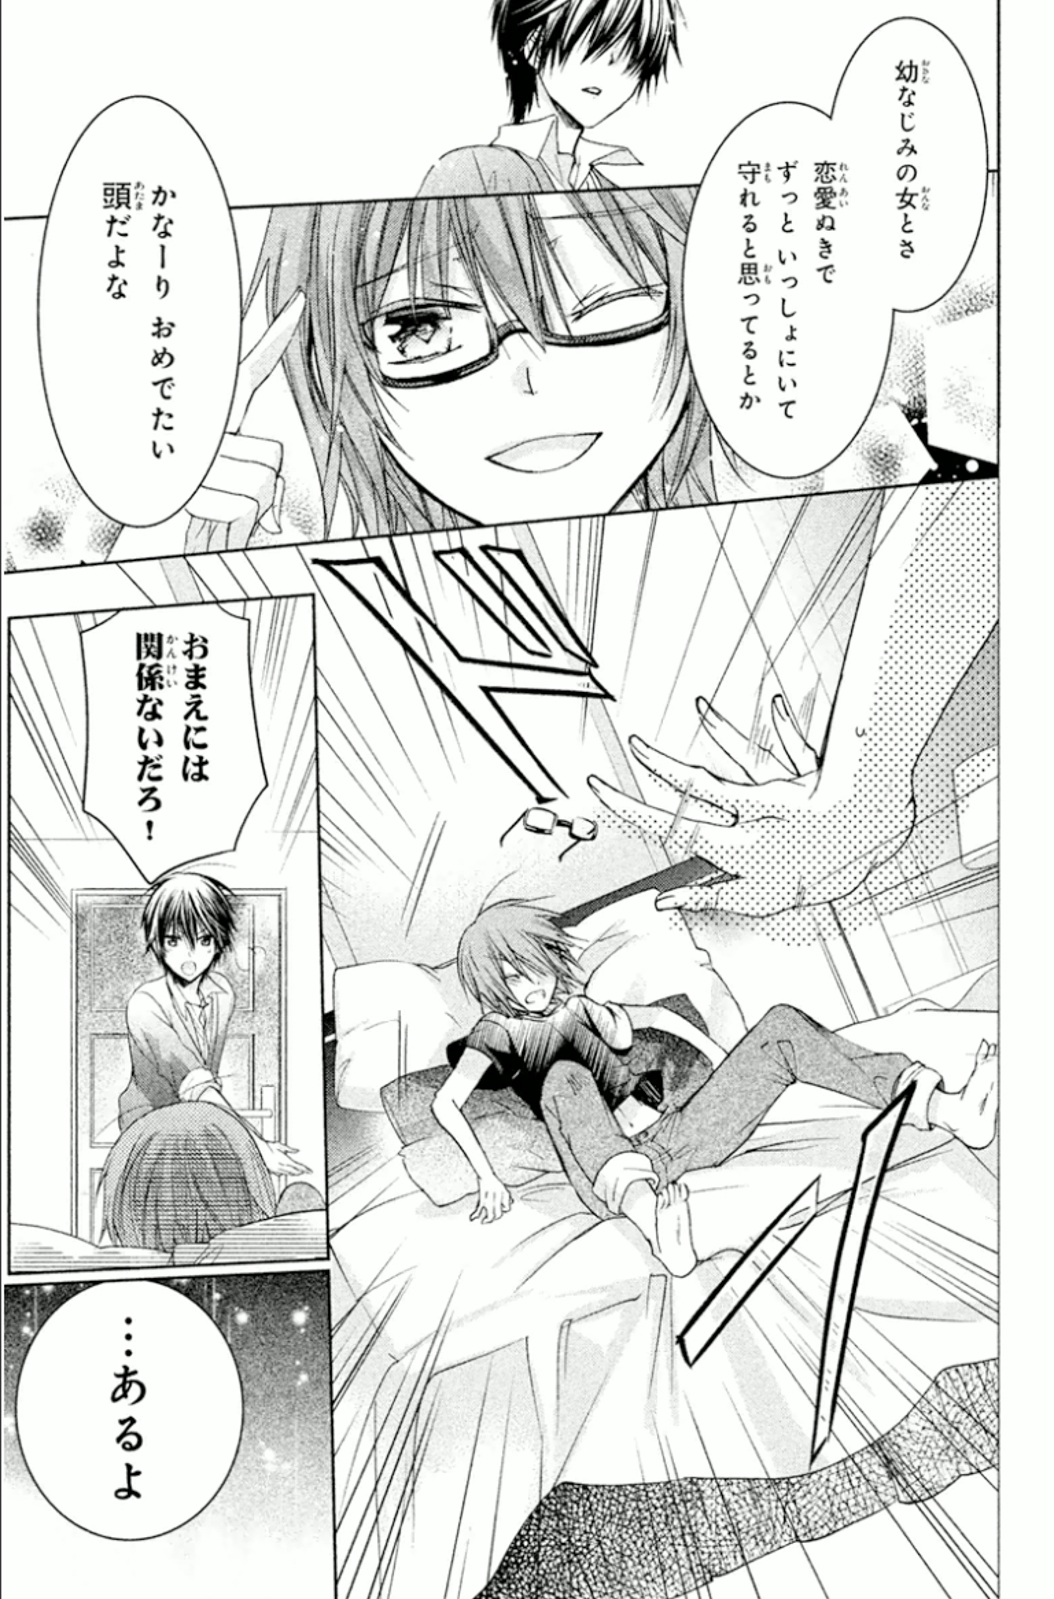 幼なじみの女とさ
恋愛ぬきで
ずっと いっしょにいて
守れると思ってるとか
かなーり おめでたい
頭だよな
ドンッ
おまえには
関係ないだろ！
…あるよ